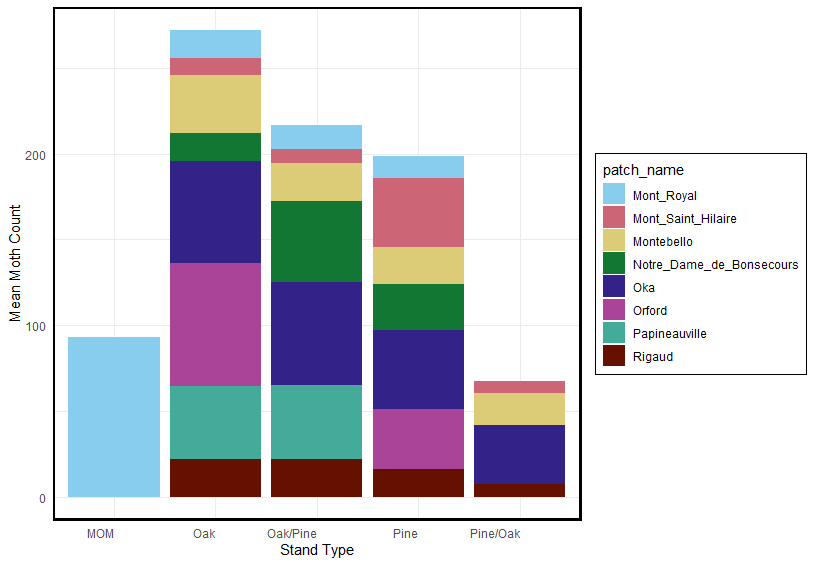 Mean Moth Count
200
100
0
MOM
Oak
Oak/Pine
Pine
Pine/Oak
Stand Type
patch_name
Mont_Royal
Mont_Saint_Hilaire
Montebello
Notre_Dame_de_Bonsecours
Oka
Orford
Papineauville
Rigaud